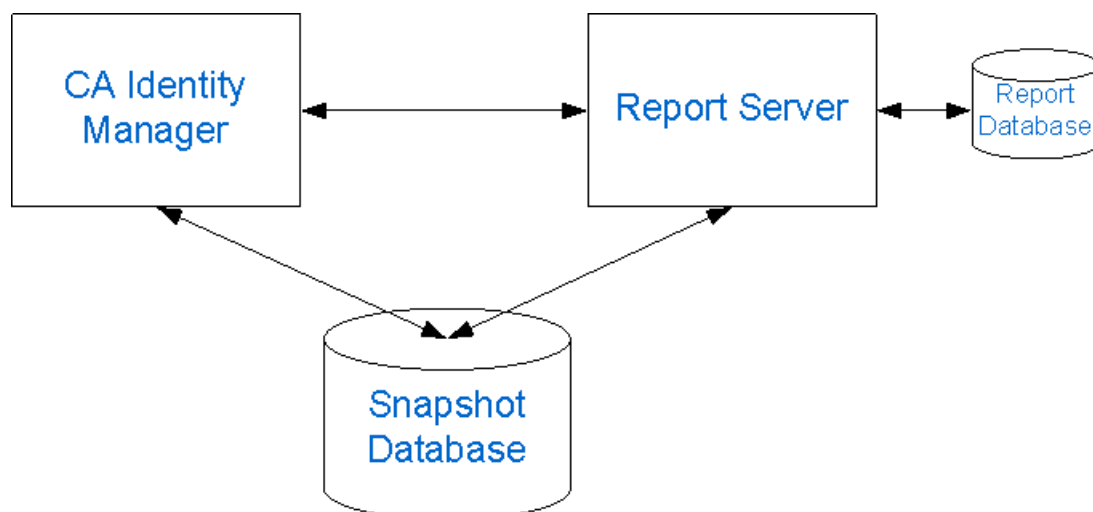 CA Identity
Manager
Report Server
Report
Database
Snapshot
Database